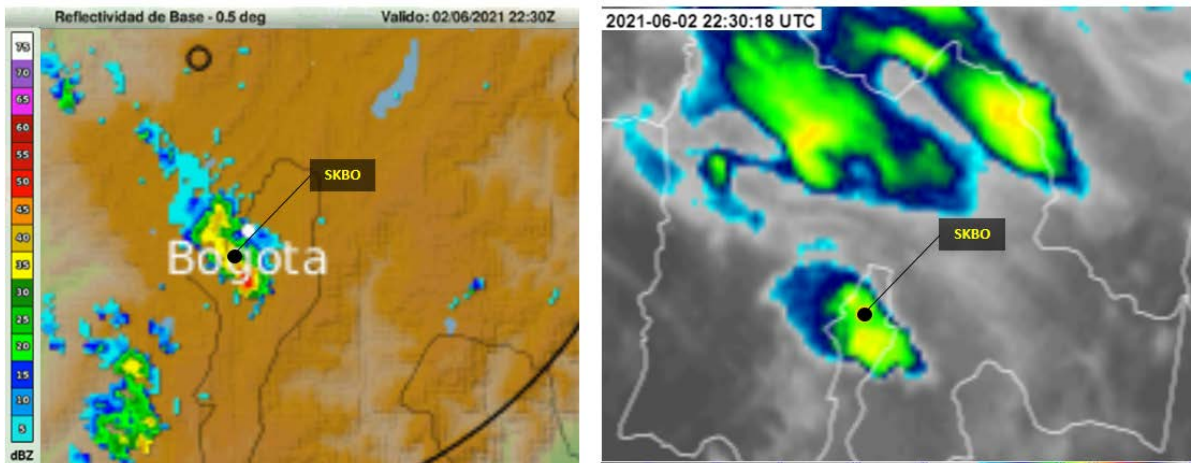 Reflectividad de Base - 0.5 deg
Valido: 02/06/2021 22:30Z
75
70
65
60
55
50
45
40
35
30
25
20
15
10
5
dBZ
SKBO
Bogota
2021-06-02 22:30:18 UTC
SKBO